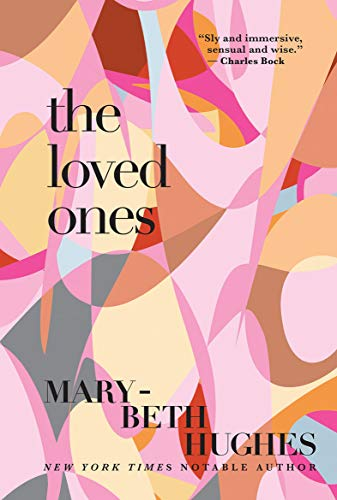 “Sly and immersive,
sensual and wise.”
— Charles Bock
the
loved
ones
MARY-
BETH
HUGHES
NEW YORK TIMES NOTABLE AUTHOR